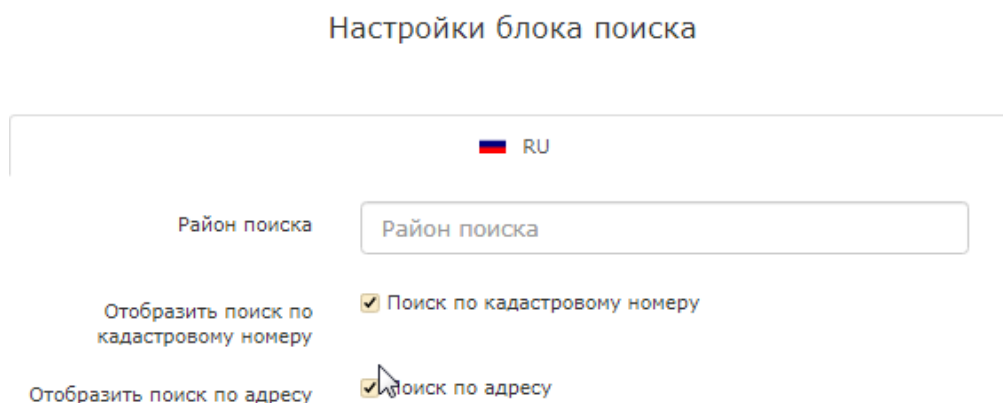 Настройки блока поиска
RU
Район поиска
Район поиска
Отобразить поиск по
кадастровому номеру
Поиск по кадастровому номеру
Отобразить поиск по адресу
Поиск по адресу